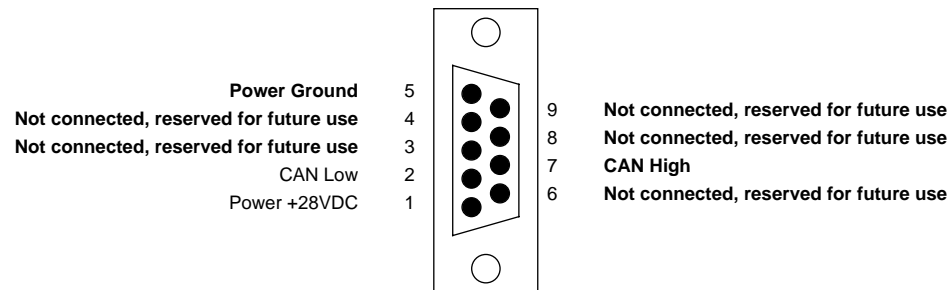 Power Ground 5
Not connected, reserved for future use 4
Not connected, reserved for future use 3
CAN Low 2
Power +28VDC 1
9 Not connected, reserved for future use
8 Not connected, reserved for future use
7 CAN High
6 Not connected, reserved for future use